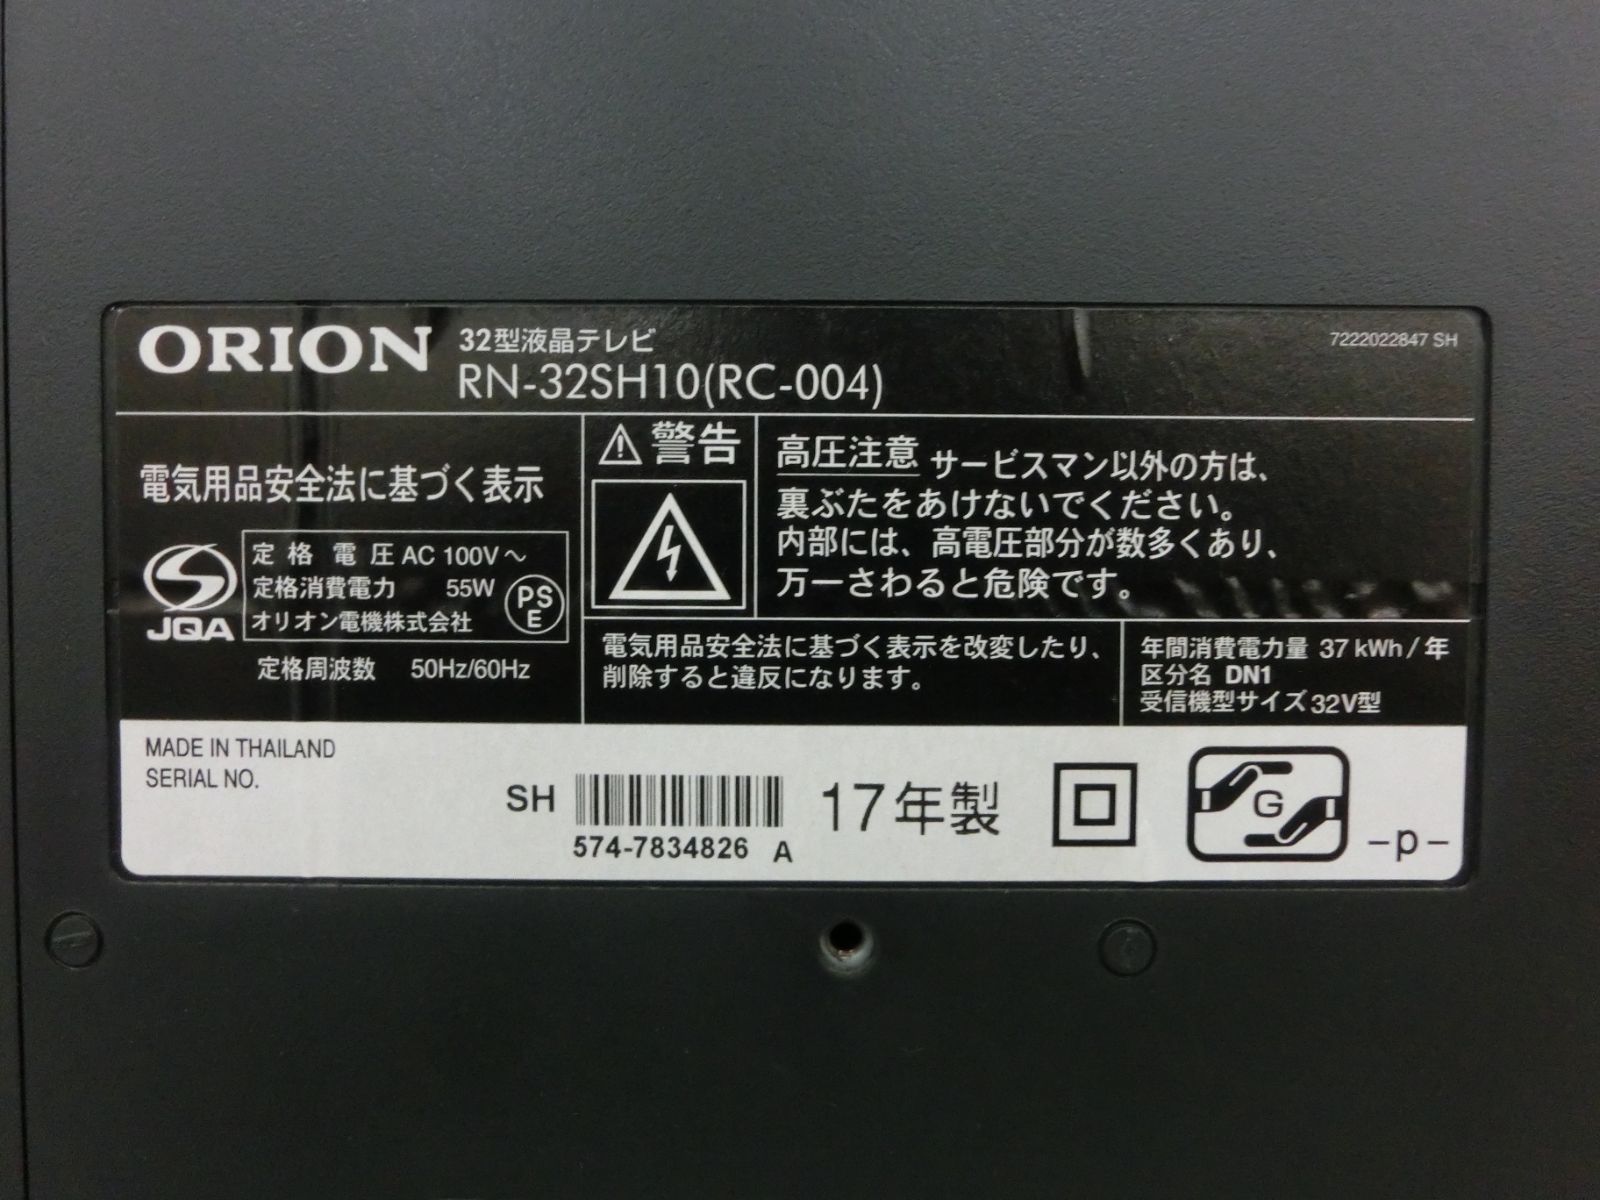 ORION
32型液晶テレビ
7222022847 SH
RN-32SH10(RC-004)
電気用品安全法に基づく表示
JQA
定格電圧 AC 100V～
定格消費電力 55W
オリオン電機株式会社
PS
E
定格周波数 50Hz/60Hz
警告
高圧注意 サービスマン以外の方は、
裏ぶたをあけないでください。
内部には、高電圧部分が数多くあり、
万一さわると危険です。
電気用品安全法に基づく表示を改変したり、
削除すると違反になります。
年間消費電力量 37 kWh/年
区分名 DN1
受信機型サイズ 32V型
MADE IN THAILAND
SERIAL NO.
SH
574-7834826 A
17年製
G
-p-